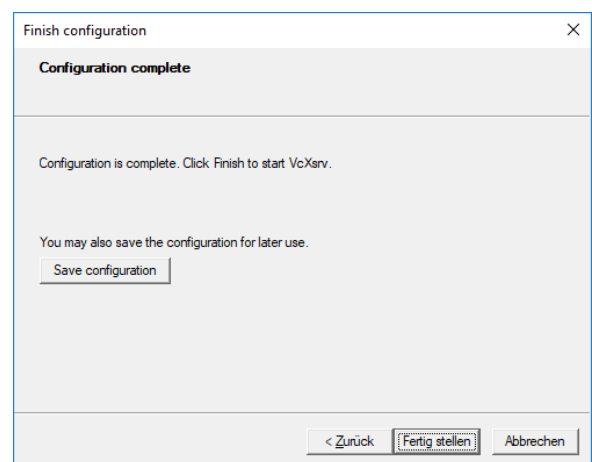 Finish configuration
Configuration complete
Configuration is complete. Click Finish to start VcXsrv.
You may also save the configuration for later use.
Save configuration
< Zurück Fertig stellen Abbrechen